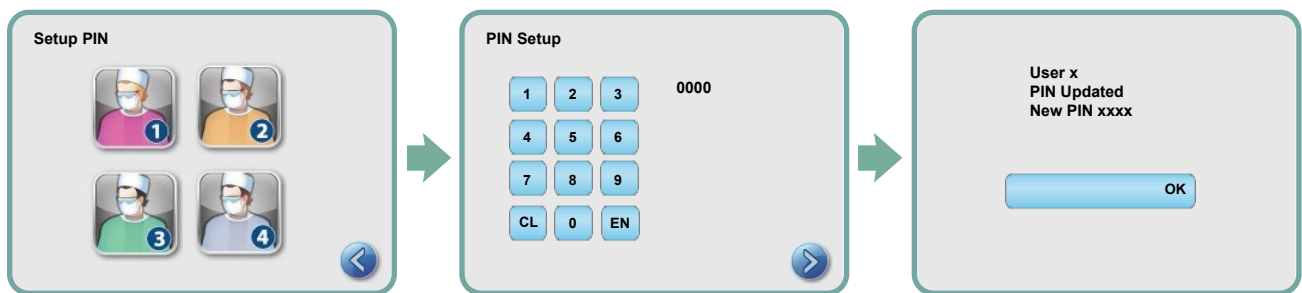 Setup PIN
1
2
3
4
PIN Setup
0000
1 2 3
4 5 6
7 8 9
CL 0 EN
User x
PIN Updated
New PIN xxxx
OK